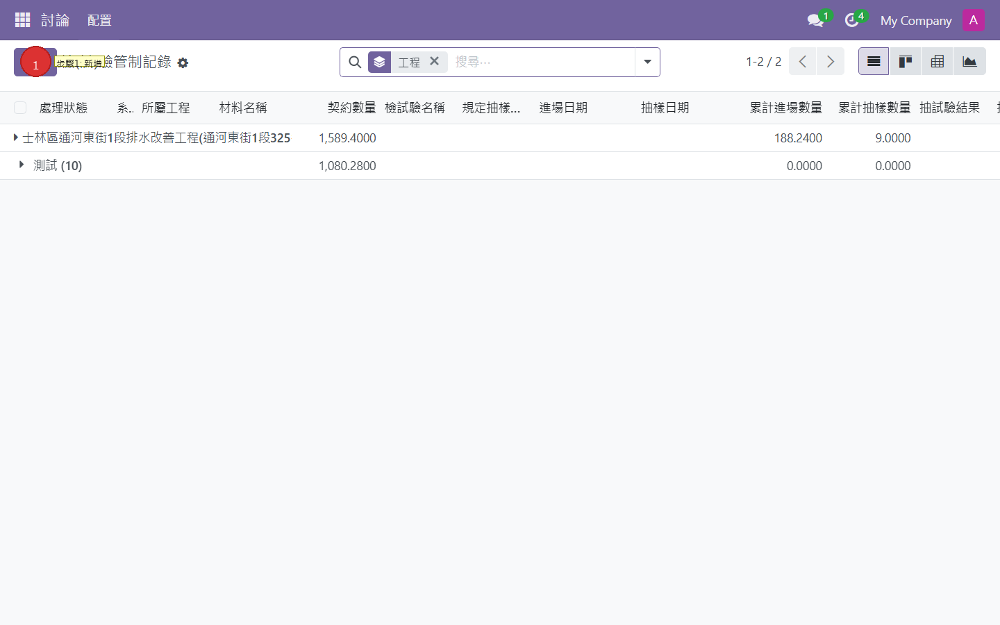 討論 配置 1 4 My Company A
1 步驟1: 新增 驗管制記錄 工程 搜尋... 1-2 / 2
處理狀態 系... 所屬工程 材料名稱 契約數量 檢試驗名稱 規定抽樣... 進場日期 抽樣日期 累計進場數量 累計抽樣數量 抽試驗結果
士林區通河東街1段排水改善工程(通河東街1段325 1,589.4000 188.2400 9.0000
測試 (10) 1,080.2800 0.0000 0.0000